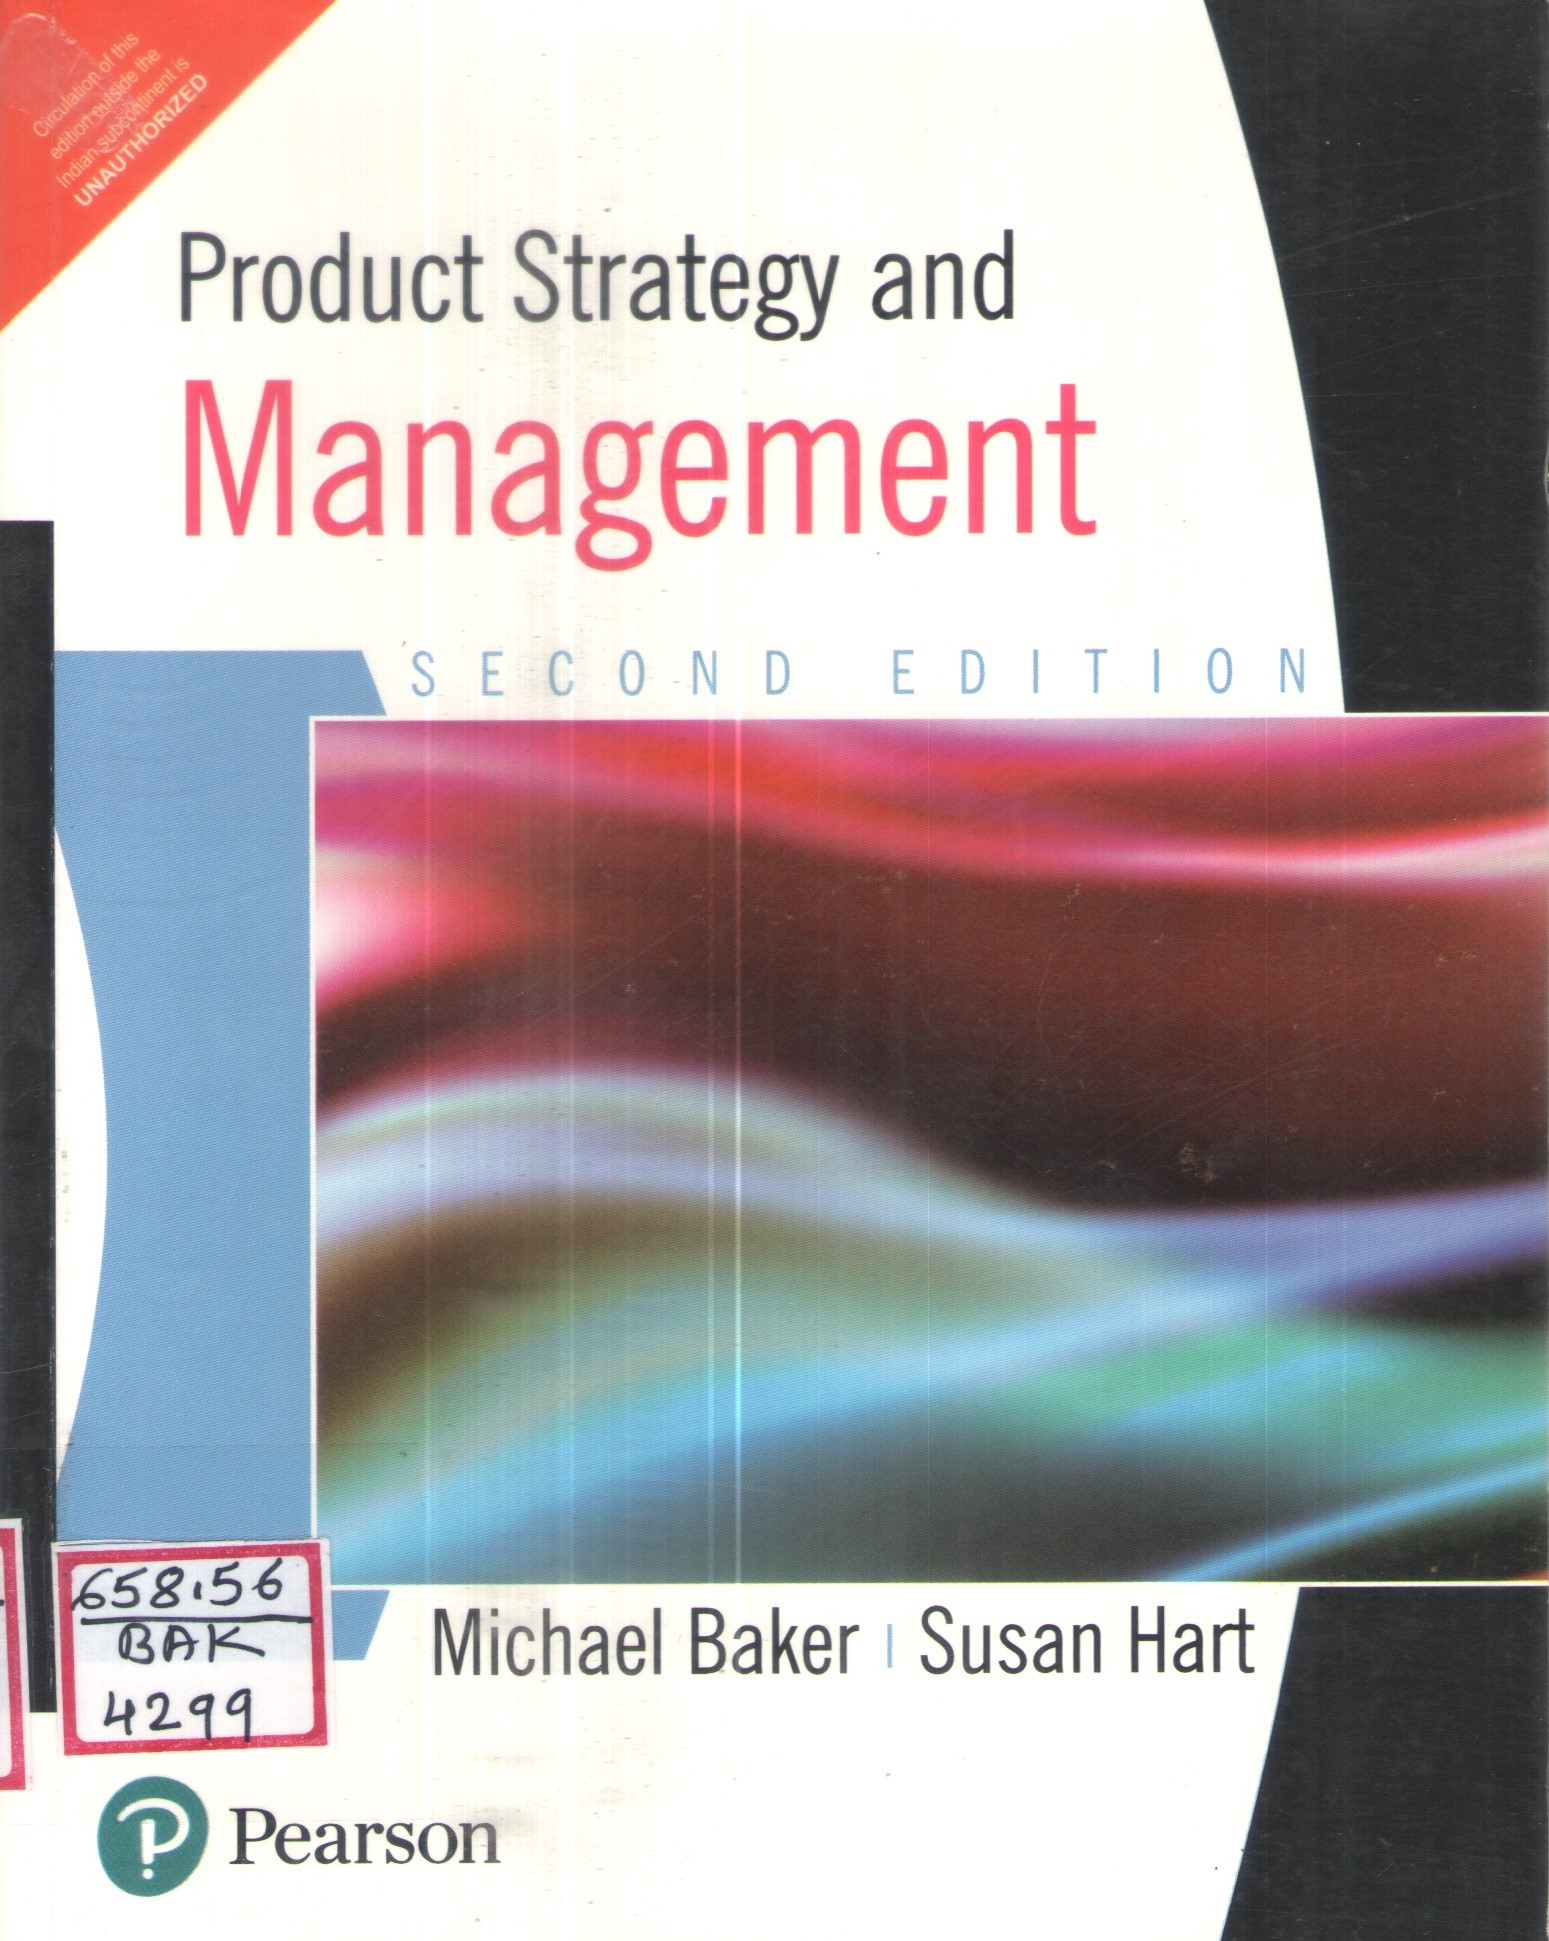 Circulation of this
edition outside the
Indian subcontinent is
UNAUTHORIZED
Product Strategy and
Management
SECOND EDITION
658.56
BAK
4299
Michael Baker | Susan Hart
Pearson